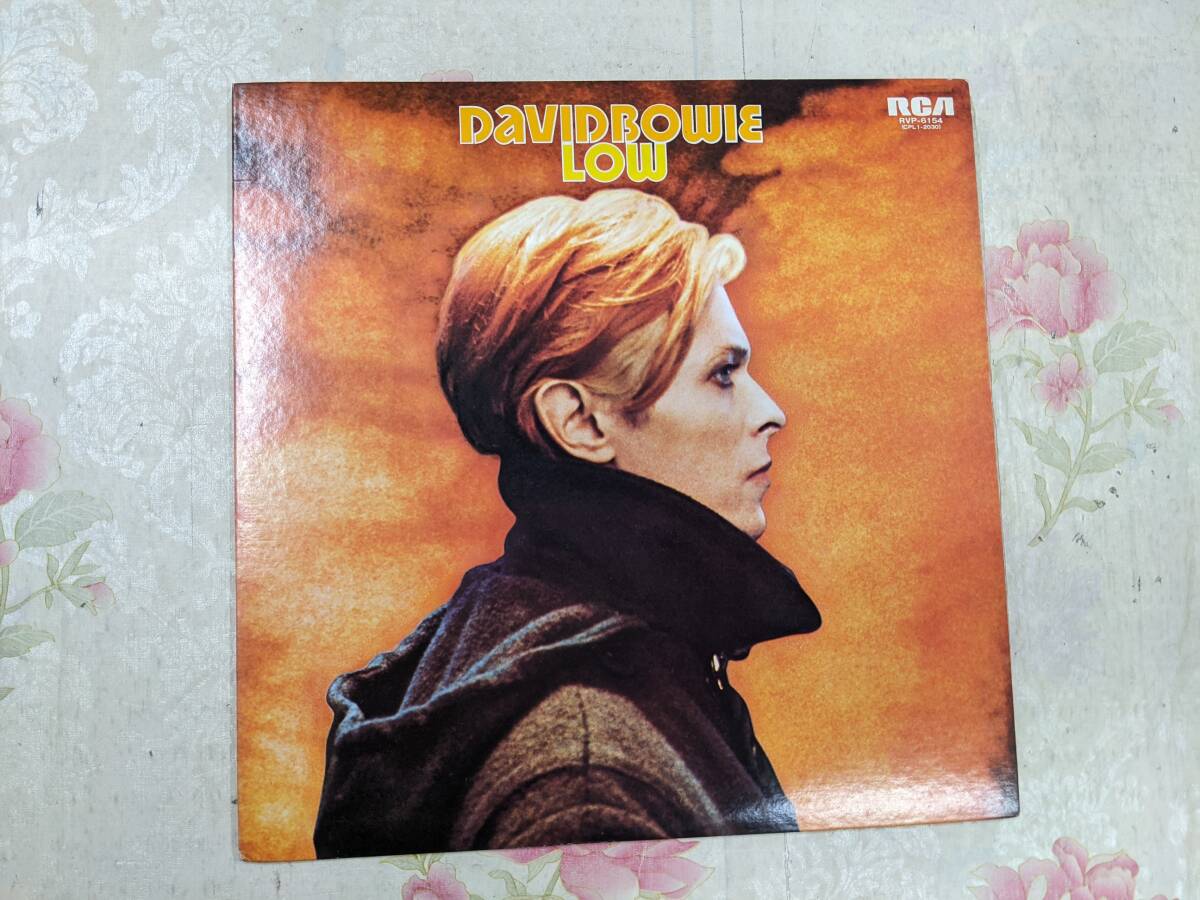 DAVIDBOWIE
LOW
RCA
RVP-6154
(CPL1-2030)